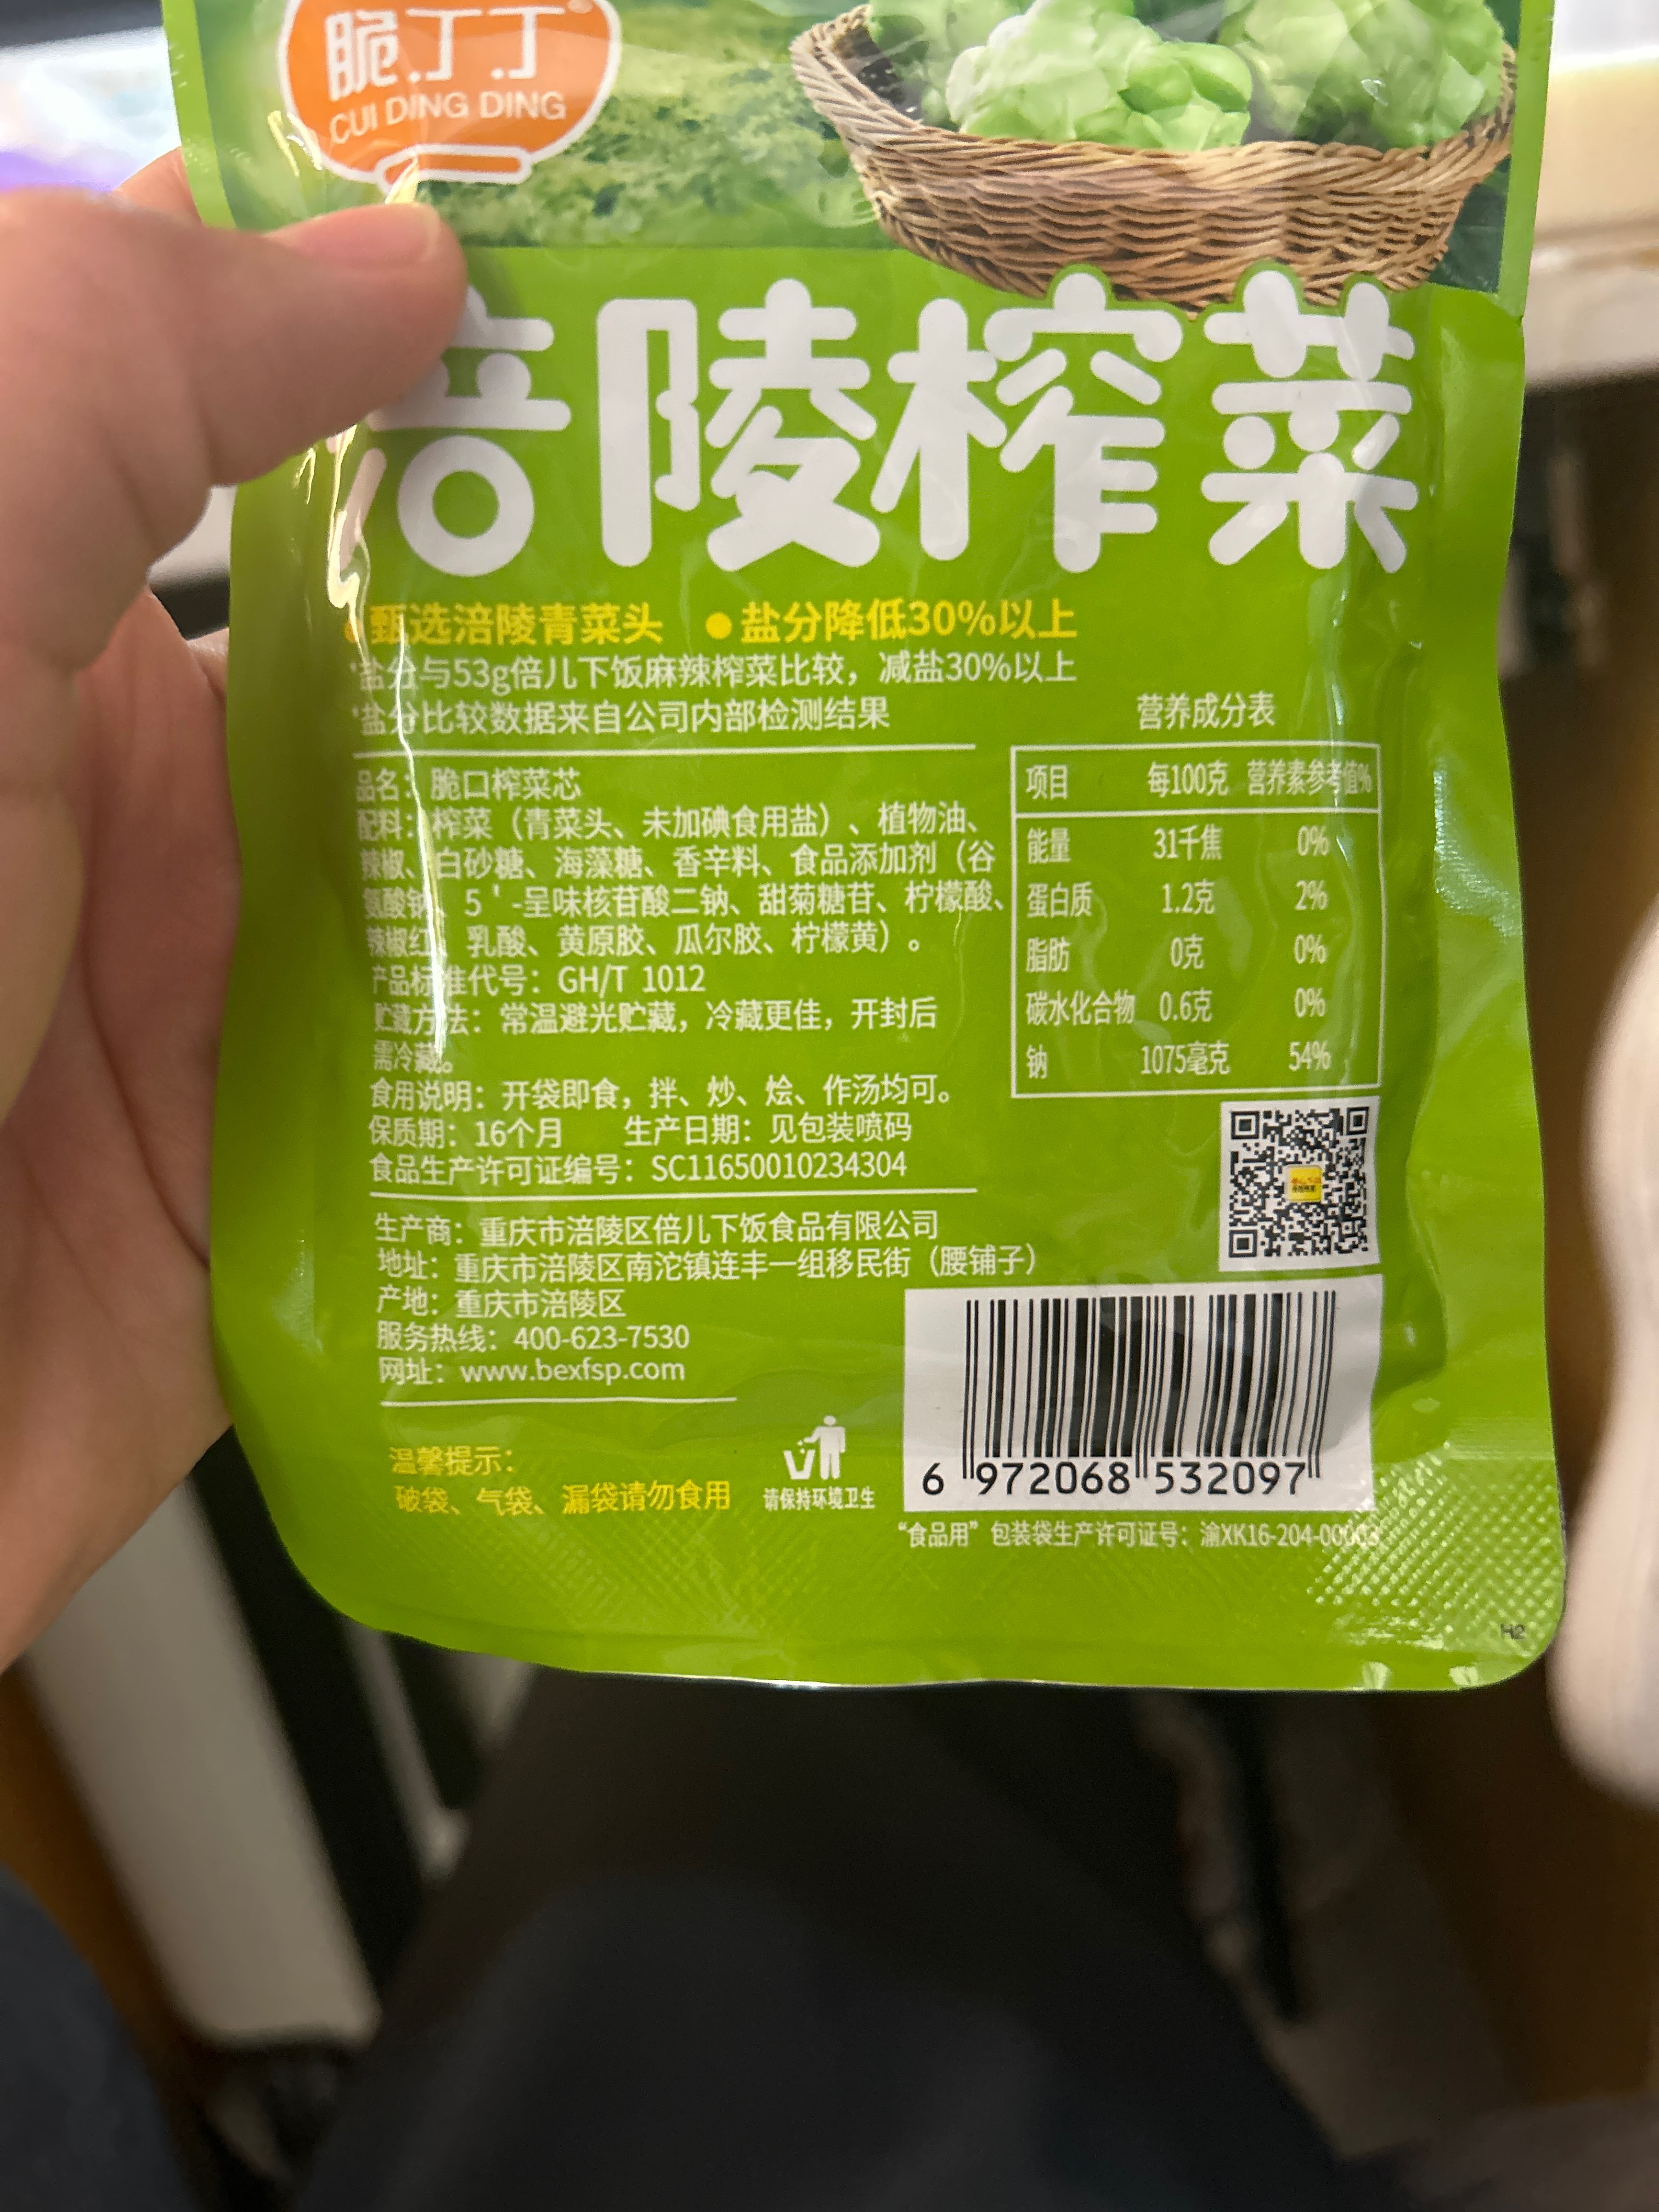 脆丁丁®
CUI DING DING
涪陵榨菜
甄选涪陵青菜头 ●盐分降低30%以上
*盐分与53g倍儿下饭麻辣榨菜比较，减盐30%以上
*盐分比较数据来自公司内部检测结果
品名：脆口榨菜芯
配料：榨菜（青菜头、未加碘食用盐）、植物油、
辣椒、白砂糖、海藻糖、香辛料、食品添加剂（谷
氨酸钠、5＇-呈味核苷酸二钠、甜菊糖苷、柠檬酸、
辣椒红、乳酸、黄原胶、瓜尔胶、柠檬黄）。
产品标准代号：GH/T 1012
贮藏方法：常温避光贮藏，冷藏更佳，开封后
需冷藏。
食用说明：开袋即食，拌、炒、烩、作汤均可。
保质期：16个月 生产日期：见包装喷码
食品生产许可证编号：SC11650010234304
营养成分表
项目 每100克 营养素参考值%
能量 31千焦 0%
蛋白质 1.2克 2%
脂肪 0克 0%
碳水化合物 0.6克 0%
钠 1075毫克 54%
生产商：重庆市涪陵区倍儿下饭食品有限公司
地址：重庆市涪陵区南沱镇连丰一组移民街（腰铺子）
产地：重庆市涪陵区
服务热线：400-623-7530
网址：www.bexfsp.com
温馨提示：
破袋、气袋、漏袋请勿食用
请保持环境卫生
6 972068 532097
“食品用”包装袋生产许可证号：渝XK16-204-00003
H2